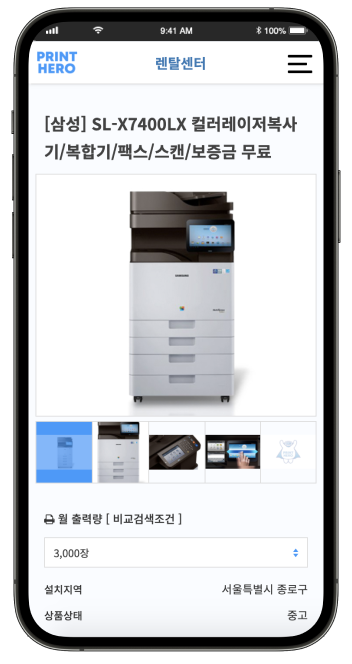 9:41 AM
100%
PRINT
HERO
렌탈센터
[삼성] SL-X7400LX 컬러레이저복사
기/복합기/팩스/스캔/보증금 무료
SAMSUNG
월 출력량 [ 비교검색조건 ]
3,000장
설치지역
서울특별시 종로구
상품상태
중고